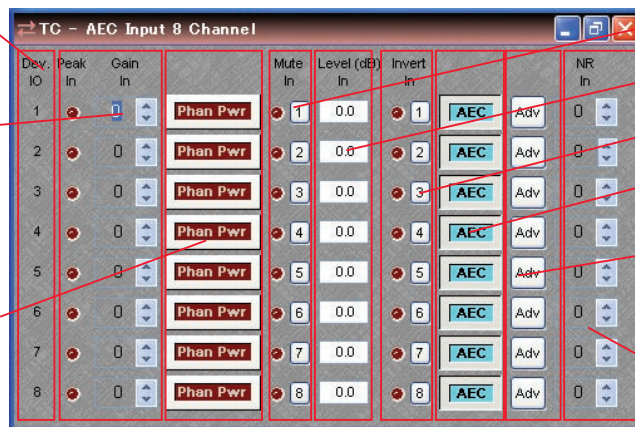 TC - AEC Input 8 Channel
Dev. Peak Gain Mute Level (dB) Invert NR
IO In In In In In In
1 0 Phan Pwr 1 0.0 1 AEC Adv 0
2 0 Phan Pwr 2 0.0 2 AEC Adv 0
3 0 Phan Pwr 3 0.0 3 AEC Adv 0
4 0 Phan Pwr 4 0.0 4 AEC Adv 0
5 0 Phan Pwr 5 0.0 5 AEC Adv 0
6 0 Phan Pwr 6 0.0 6 AEC Adv 0
7 0 Phan Pwr 7 0.0 7 AEC Adv 0
8 0 Phan Pwr 8 0.0 8 AEC Adv 0